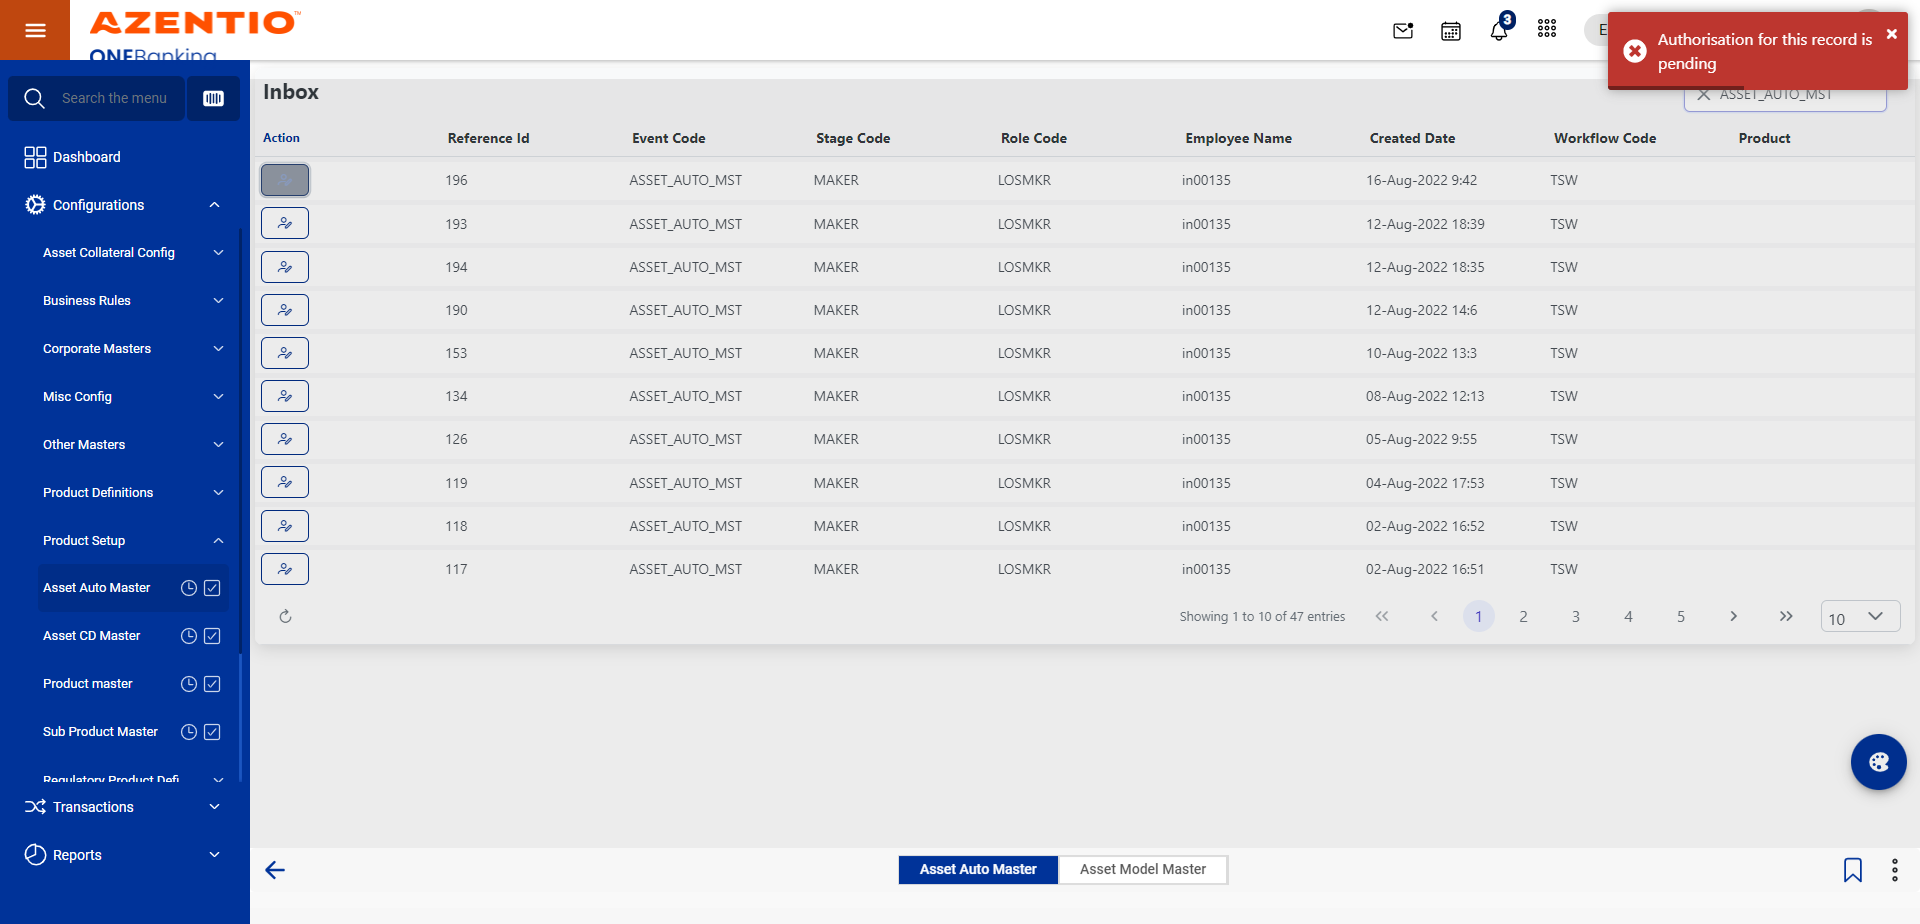 AZENTIO™
ONEBanking
3
E
Authorisation for this record is
pending
Search the menu
Dashboard
Configurations
Asset Collateral Config
Business Rules
Corporate Masters
Misc Config
Other Masters
Product Definitions
Product Setup
Asset Auto Master
Asset CD Master
Product master
Sub Product Master
Regulatory Product Defi
Transactions
Reports
Inbox
ASSET_AUTO_MST
Action Reference Id Event Code Stage Code Role Code Employee Name Created Date Workflow Code Product
196 ASSET_AUTO_MST MAKER LOSMKR in00135 16-Aug-2022 9:42 TSW
193 ASSET_AUTO_MST MAKER LOSMKR in00135 12-Aug-2022 18:39 TSW
194 ASSET_AUTO_MST MAKER LOSMKR in00135 12-Aug-2022 18:35 TSW
190 ASSET_AUTO_MST MAKER LOSMKR in00135 12-Aug-2022 14:6 TSW
153 ASSET_AUTO_MST MAKER LOSMKR in00135 10-Aug-2022 13:3 TSW
134 ASSET_AUTO_MST MAKER LOSMKR in00135 08-Aug-2022 12:13 TSW
126 ASSET_AUTO_MST MAKER LOSMKR in00135 05-Aug-2022 9:55 TSW
119 ASSET_AUTO_MST MAKER LOSMKR in00135 04-Aug-2022 17:53 TSW
118 ASSET_AUTO_MST MAKER LOSMKR in00135 02-Aug-2022 16:52 TSW
117 ASSET_AUTO_MST MAKER LOSMKR in00135 02-Aug-2022 16:51 TSW
Showing 1 to 10 of 47 entries « ‹ 1 2 3 4 5 › » 10
Asset Auto Master Asset Model Master